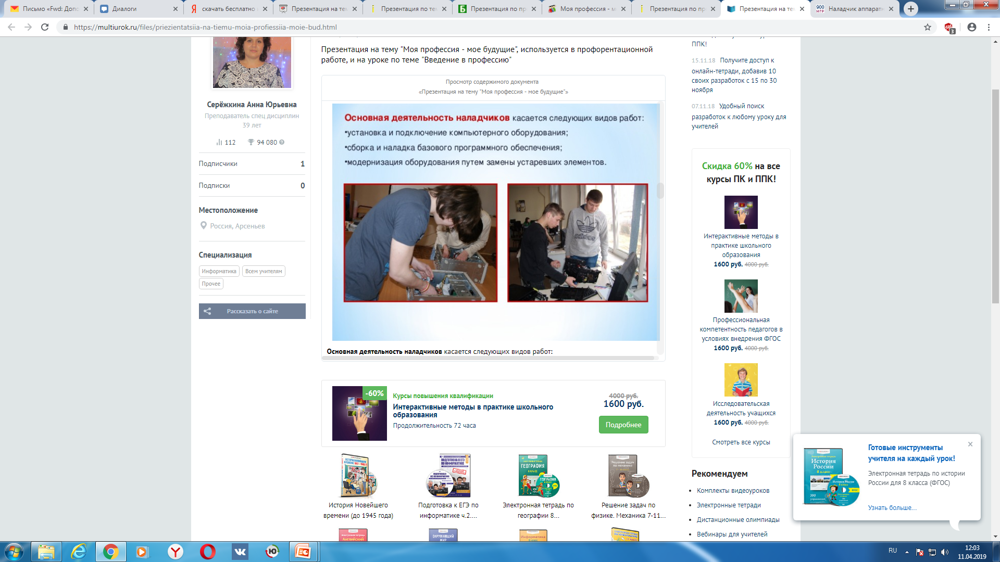 Письмо «Fwd: Допо
Диалоги
скачать бесплатно
Презентация на тем
Презентация по тем
Презентация по пр
Моя профессия - м
Презентация по пр
Презентация на тем
Наладчик аппаратн
https://multiurok.ru/files/priezientatsiia-na-tiemu-moia-profiessiia-moie-bud.html
3
Серёжкина Анна Юрьевна
Преподаватель спец дисциплин
39 лет
112 94 080
Подписчики 1
Подписки 0
Местоположение
Россия, Арсеньев
Специализация
Информатика Всем учителям
Прочее
Рассказать о сайте
Презентация на тему "Моя профессия - мое будущие", используется в профорентационной
работе, и на уроке по теме "Введение в профессию"
Просмотр содержимого документа
«Презентация на тему "Моя профессия - мое будущие"»
Основная деятельность наладчиков касается следующих видов работ:
•установка и подключение компьютерного оборудования;
•сборка и наладка базового программного обеспечения;
•модернизация оборудования путем замены устаревших элементов.
Основная деятельность наладчиков касается следующих видов работ:
-60%
Курсы повышения квалификации
Интерактивные методы в практике школьного
образования
Продолжительность 72 часа
4000 руб.
1600 руб.
Подробнее
История Новейшего
времени (до 1945 года)
Подготовка к ЕГЭ по
информатике ч.2....
Электронная тетрадь по
географии 8...
Решение задач по
физике. Механика 7-11...
ППК!
15.11.18 Получите доступ к
онлайн-тетради, добавив 10
своих разработок с 15 по 30
ноября
07.11.18 Удобный поиск
разработок к любому уроку для
учителей
Скидка 60% на все
курсы ПК и ППК!
Интерактивные методы в
практике школьного
образования
1600 руб. 4000 руб.
Профессиональная
компетентность педагогов в
условиях внедрения ФГОС
1600 руб. 4000 руб.
Исследовательская
деятельность учащихся
1600 руб. 4000 руб.
Смотреть все курсы
Рекомендуем
Комплекты видеоуроков
Электронные тетради
Дистанционные олимпиады
Вебинары для учителей
Готовые инструменты
учителя на каждый урок!
Электронная тетрадь по истории
России для 8 класса (ФГОС)
Узнать больше...
RU
12:03
11.04.2019